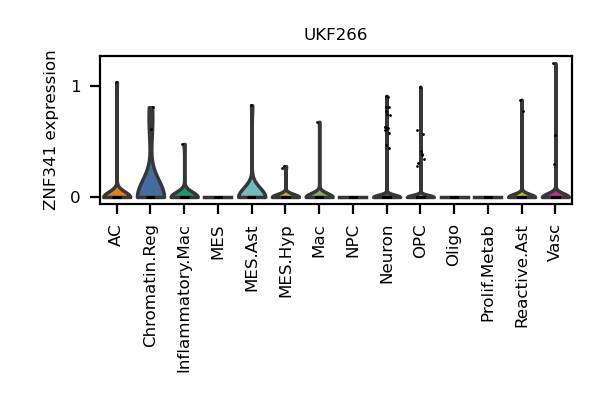 UKF266
ZNF341 expression
1
0
AC
Chromatin.Reg
Inflammatory.Mac
MES
MES.Ast
MES.Hyp
Mac
NPC
Neuron
OPC
Oligo
Prolif.Metab
Reactive.Ast
Vasc